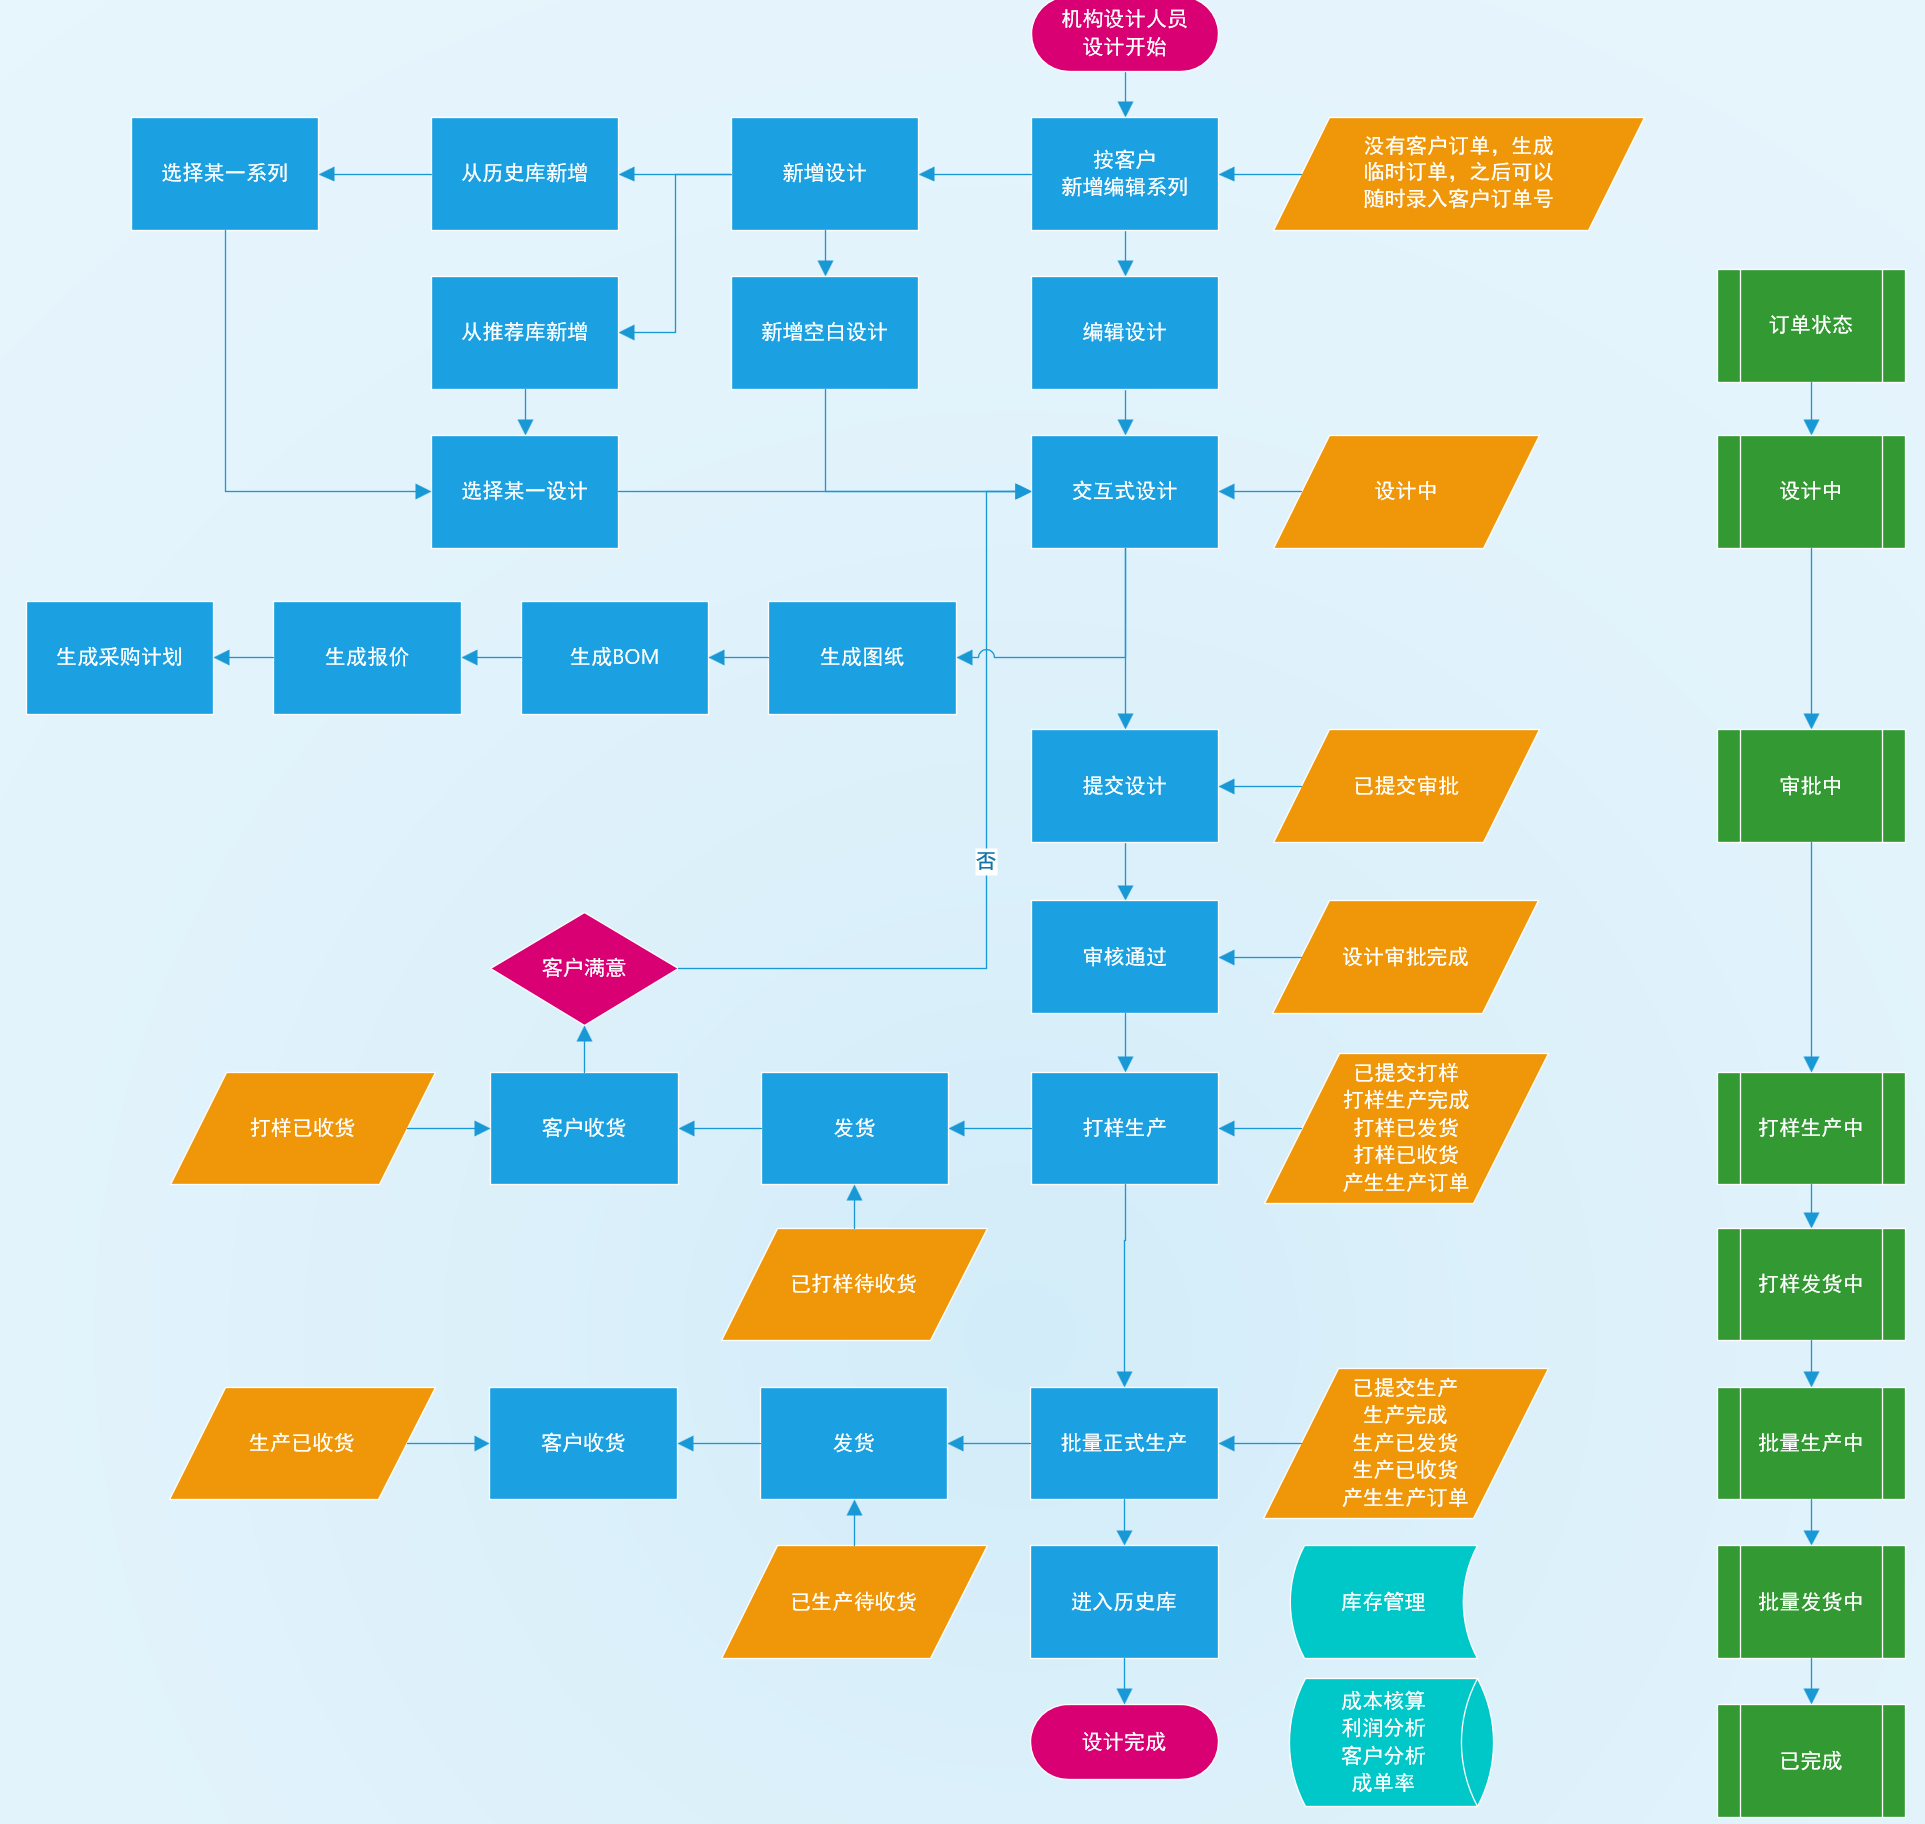 机构设计人员
设计开始
选择某一系列
从历史库新增
新增设计
按客户
新增编辑系列
没有客户订单，生成
临时订单，之后可以
随时录入客户订单号
从推荐库新增
新增空白设计
编辑设计
订单状态
选择某一设计
交互式设计
设计中
设计中
生成采购计划
生成报价
生成BOM
生成图纸
提交设计
已提交审批
审批中
否
客户满意
审核通过
设计审批完成
打样已收货
客户收货
发货
打样生产
已提交打样
打样生产完成
打样已发货
打样已收货
产生生产订单
打样生产中
已打样待收货
打样发货中
生产已收货
客户收货
发货
批量正式生产
已提交生产
生产完成
生产已发货
生产已收货
产生生产订单
批量生产中
已生产待收货
进入历史库
库存管理
批量发货中
设计完成
成本核算
利润分析
客户分析
成单率
已完成